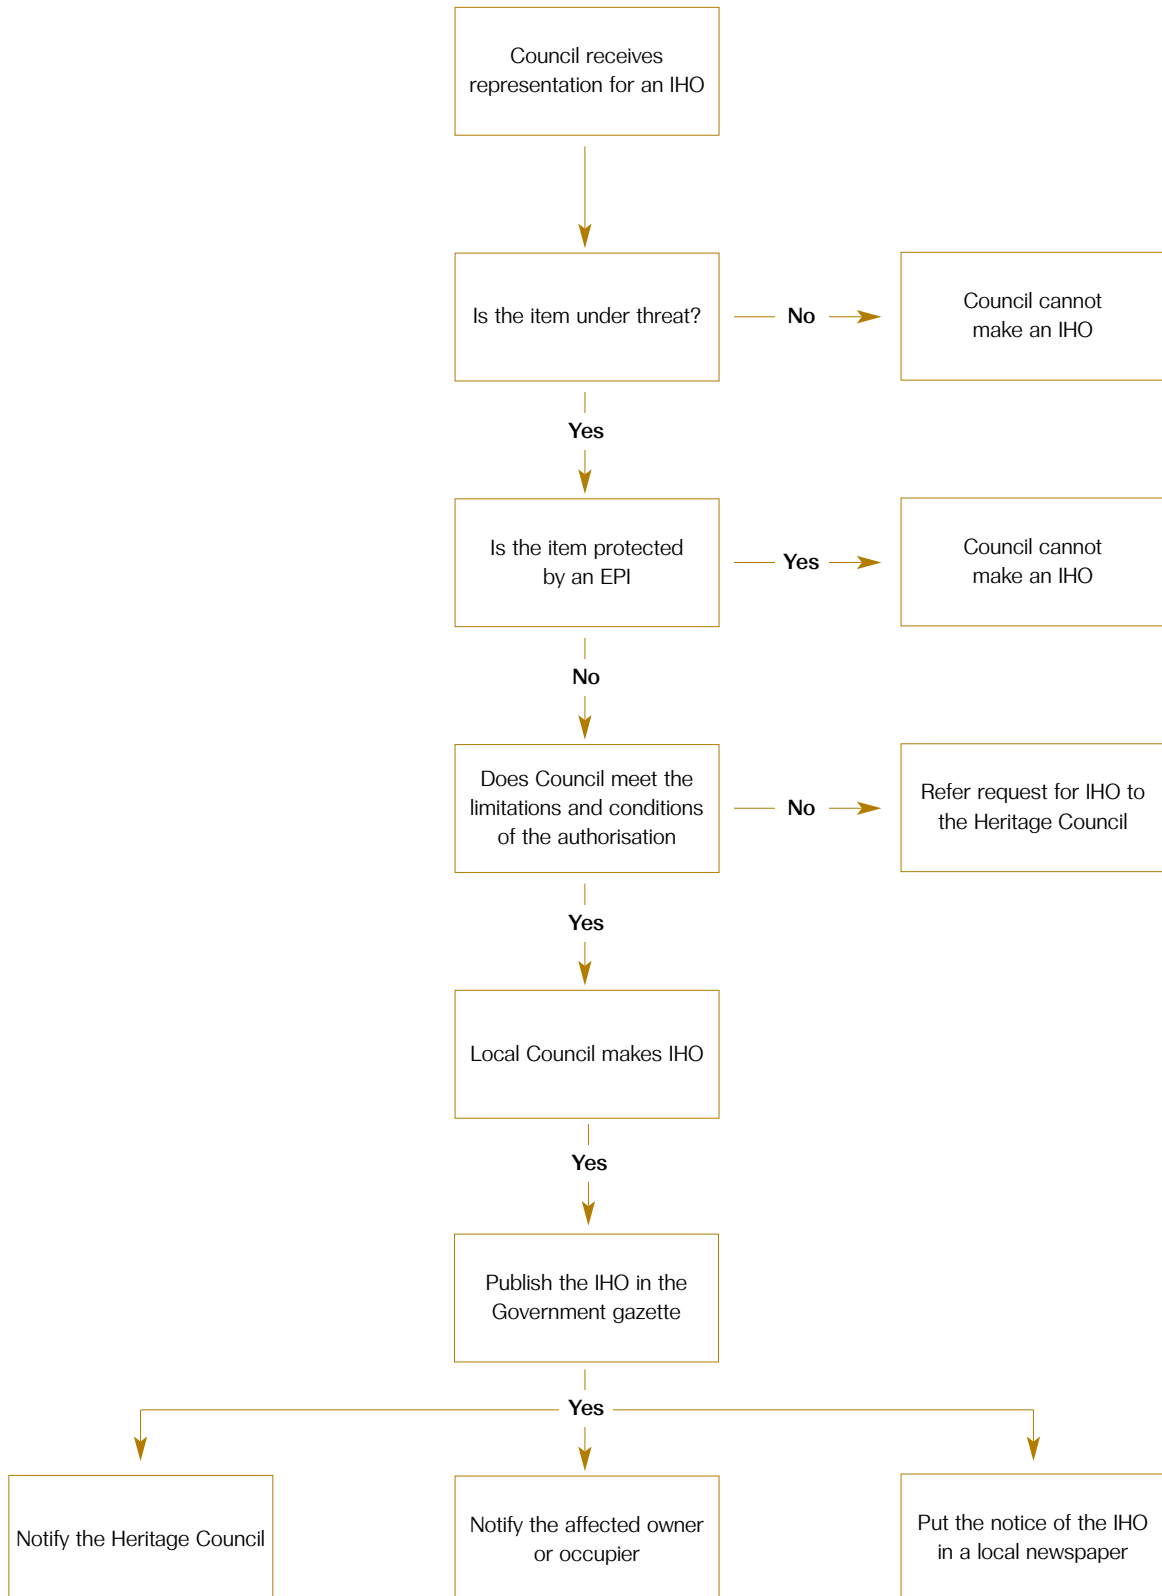 Council receives
representation for an IHO
Is the item under threat?
No
Council cannot
make an IHO
Yes
Is the item protected
by an EPI
Yes
Council cannot
make an IHO
No
Does Council meet the
limitations and conditions
of the authorisation
No
Refer request for IHO to
the Heritage Council
Yes
Local Council makes IHO
Yes
Publish the IHO in the
Government gazette
Yes
Notify the Heritage Council
Notify the affected owner
or occupier
Put the notice of the IHO
in a local newspaper